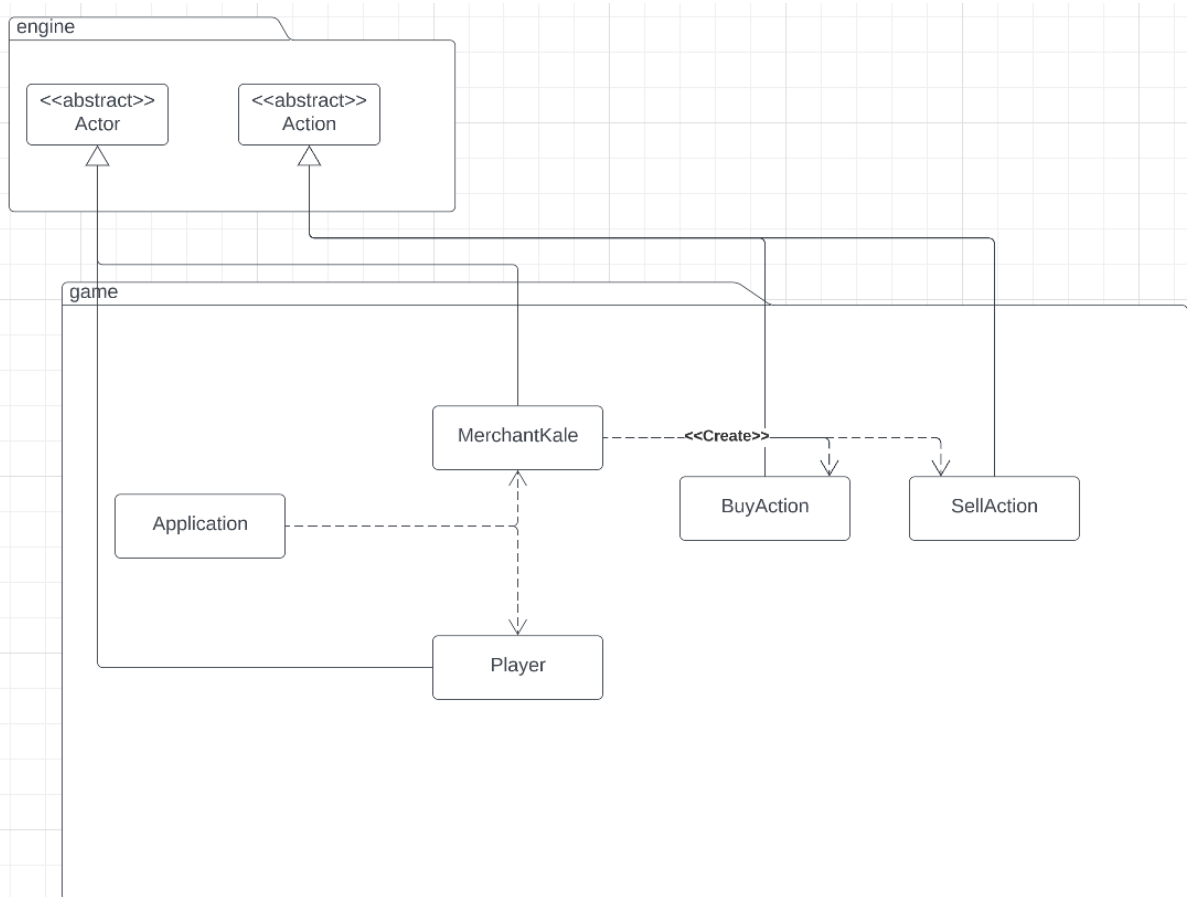 engine
<<abstract>>
Actor
<<abstract>>
Action
game
MerchantKale
<<Create>>
BuyAction
SellAction
Application
Player